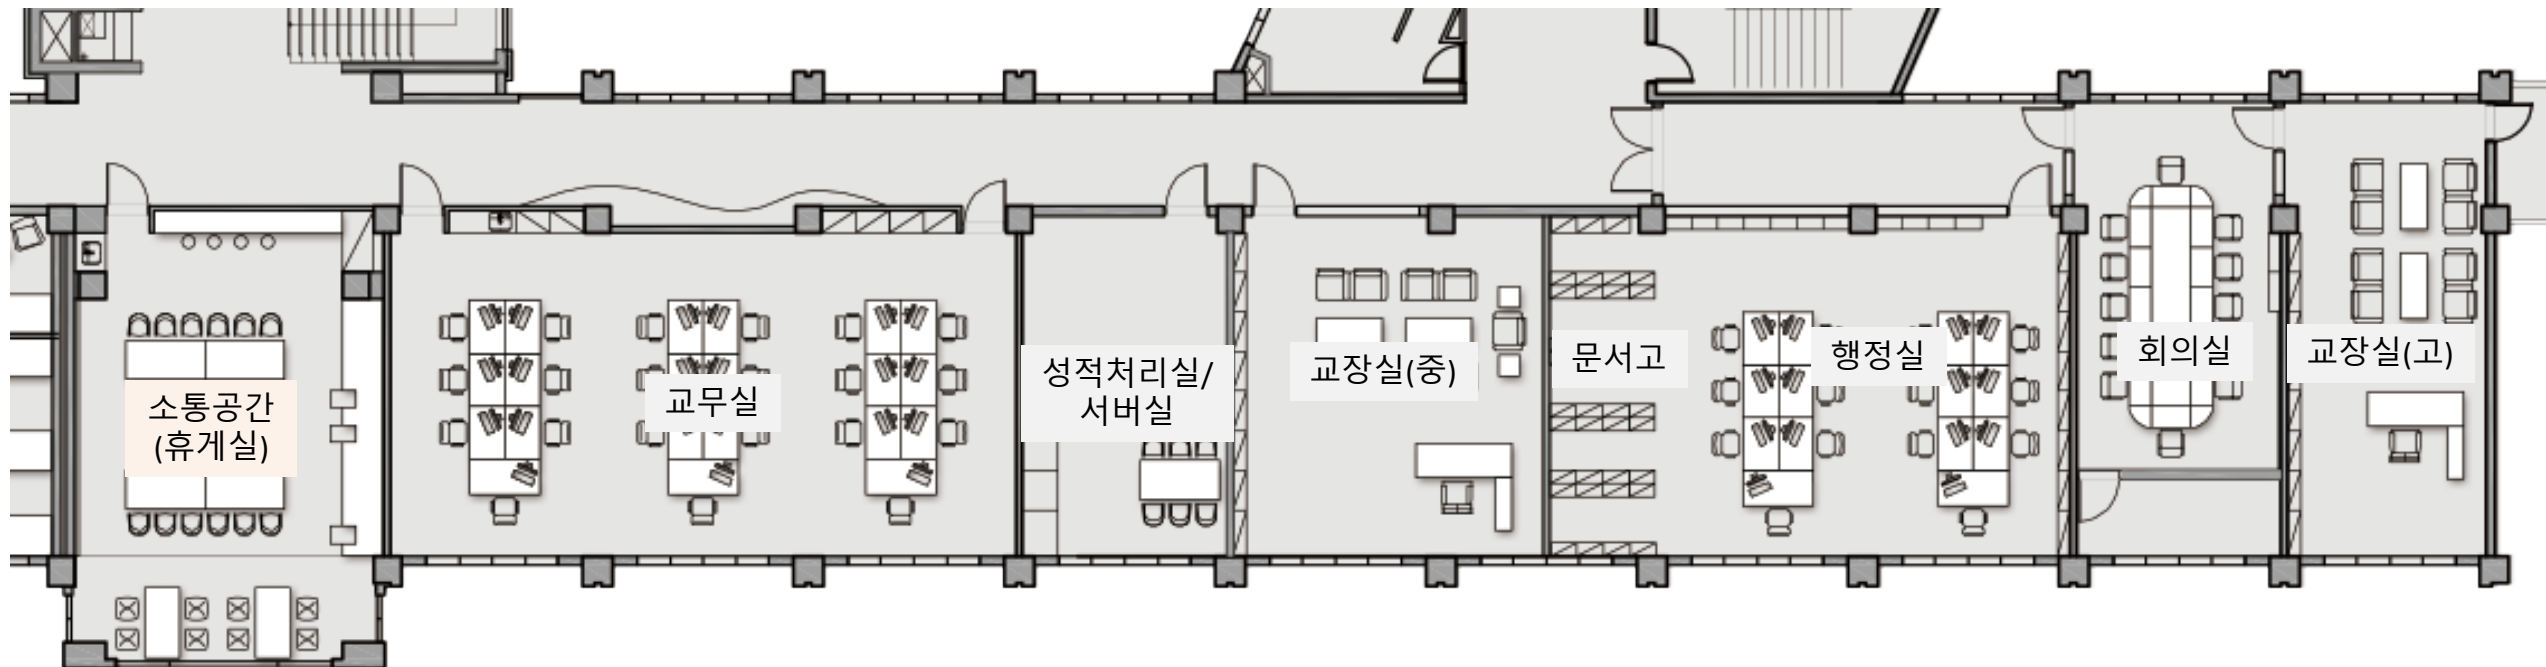 소통공간
(휴게실)
교무실
성적처리실/
서버실
교장실(중)
문서고
행정실
회의실
교장실(고)